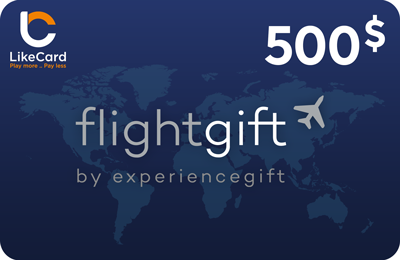 LikeCard
Play more .. Pay less
500$
flightgift
by experiencegift